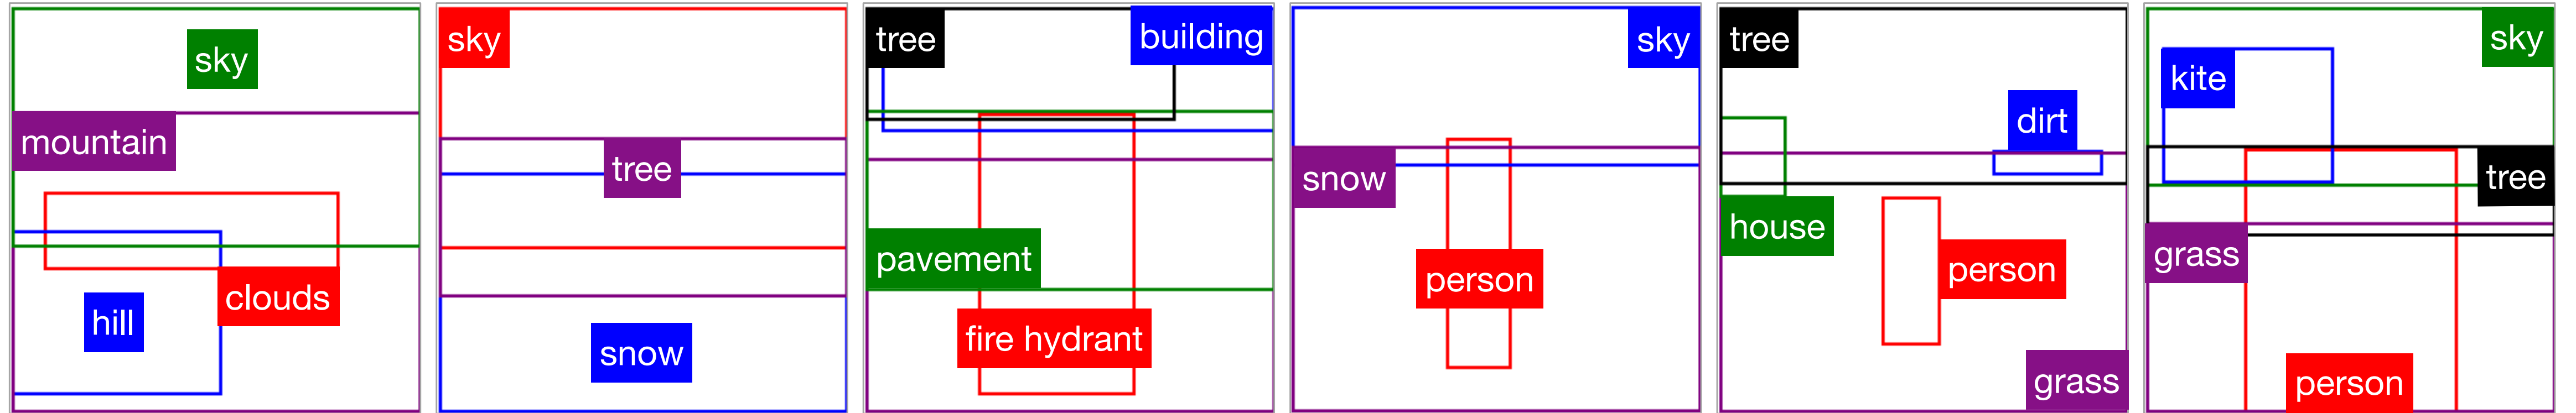 sky
mountain
clouds
hill
sky
tree
snow
tree
building
pavement
fire hydrant
sky
snow
person
tree
dirt
house
person
grass
sky
kite
tree
grass
person